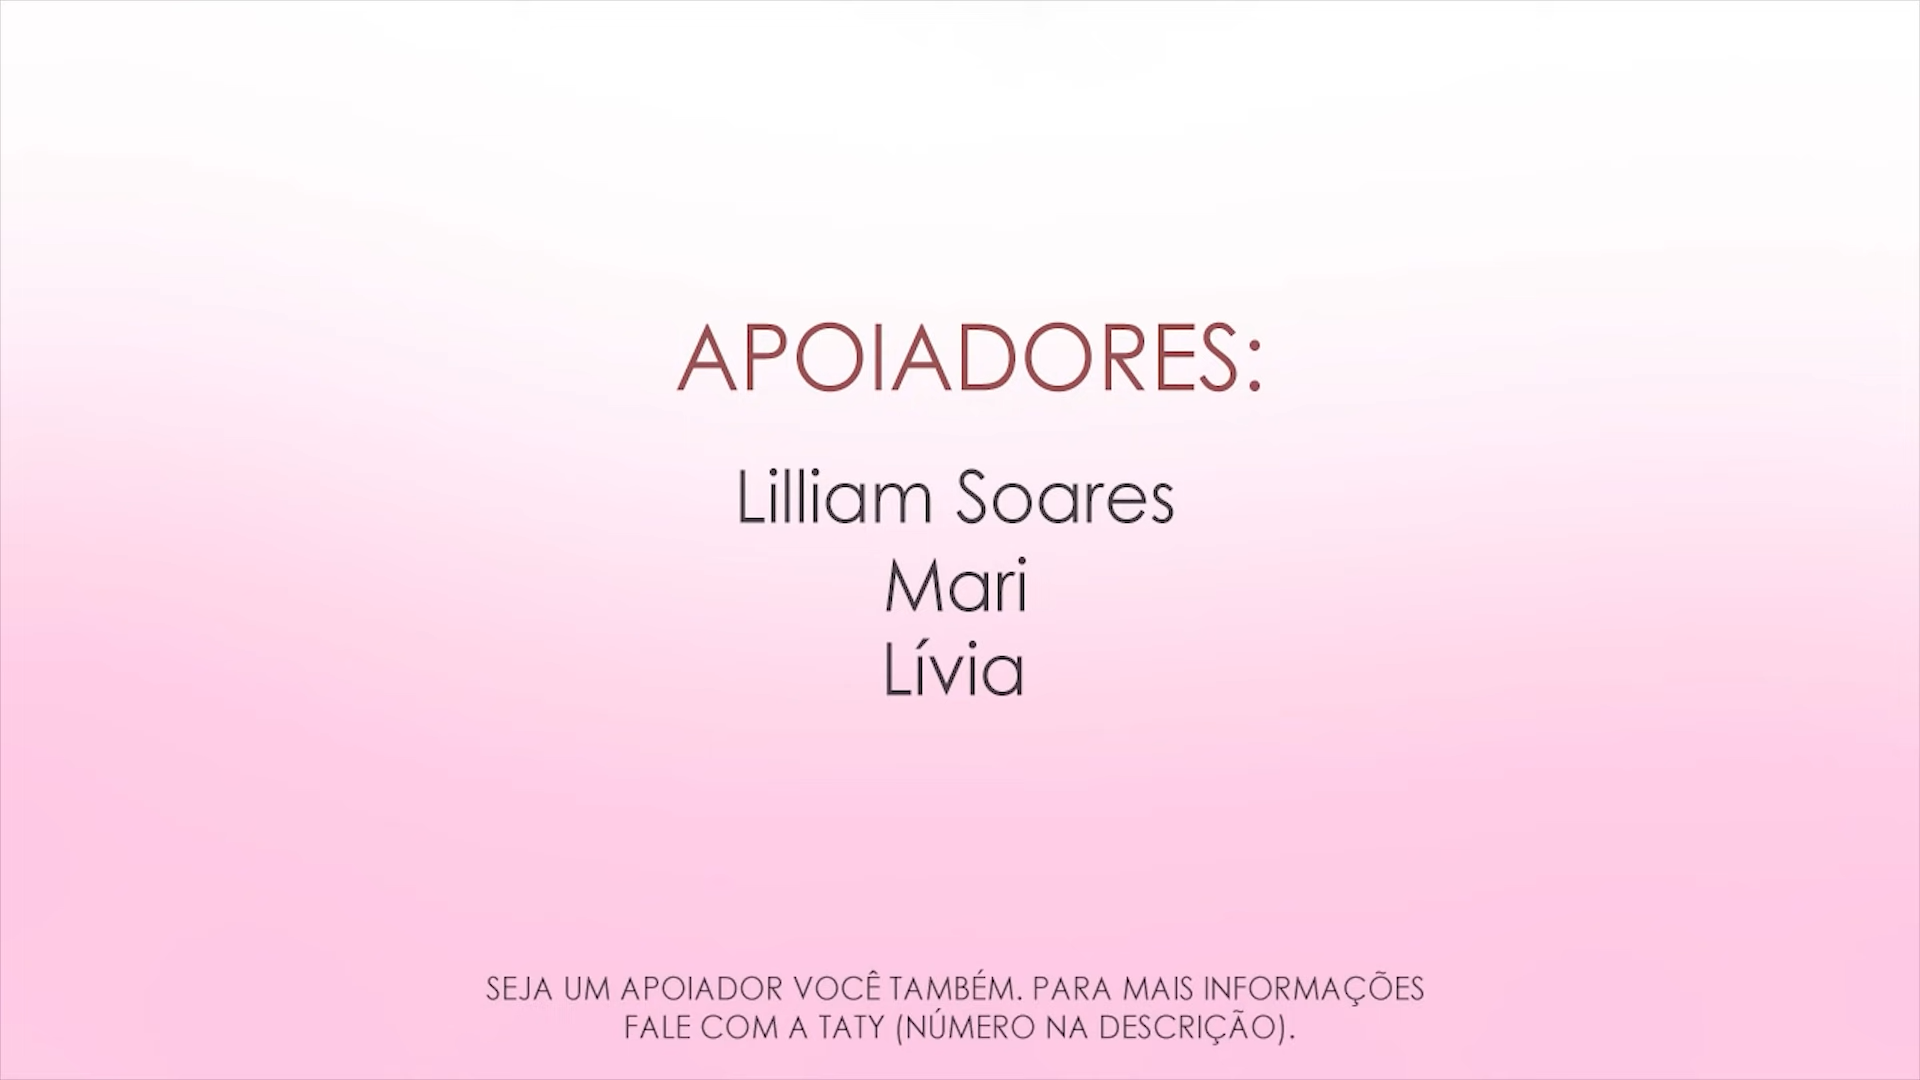 APOIADORES:
Lilliam Soares
Mari
Lívia
SEJA UM APOIADOR VOCÊ TAMBÉM. PARA MAIS INFORMAÇÕES
FALE COM A TATY (NÚMERO NA DESCRIÇÃO).